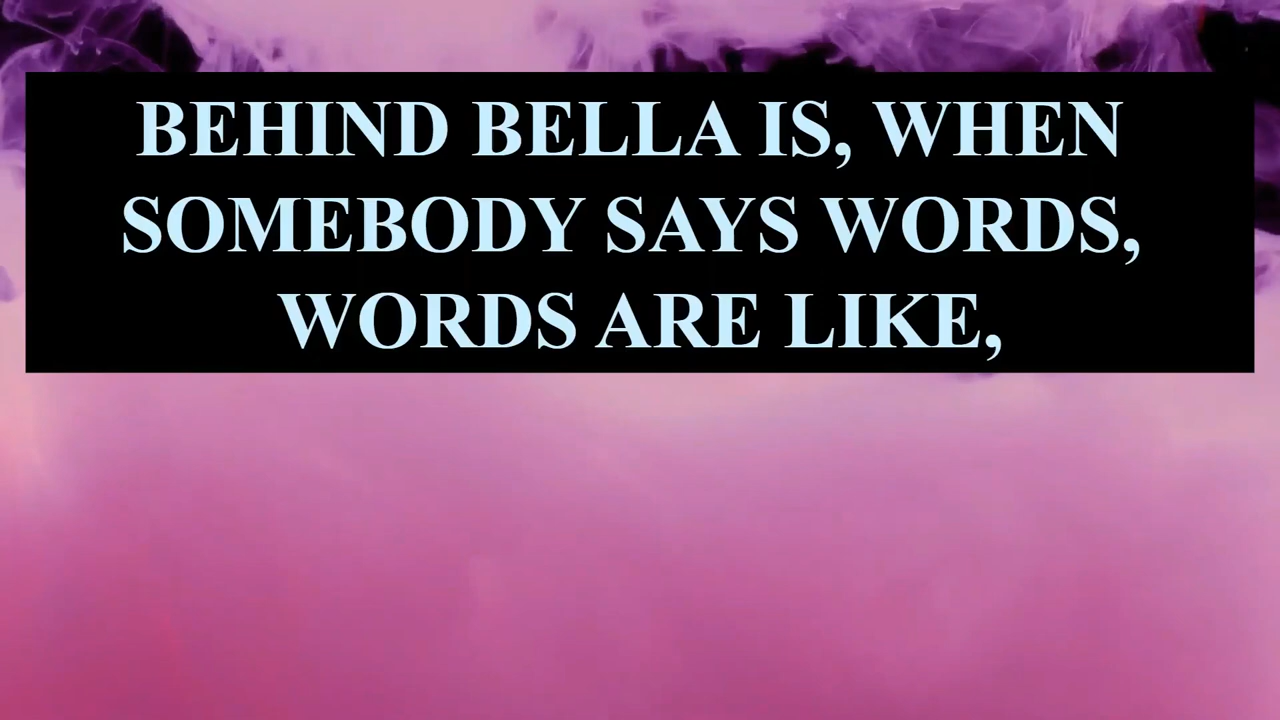 BEHIND BELLA IS, WHEN
SOMEBODY SAYS WORDS,
WORDS ARE LIKE,